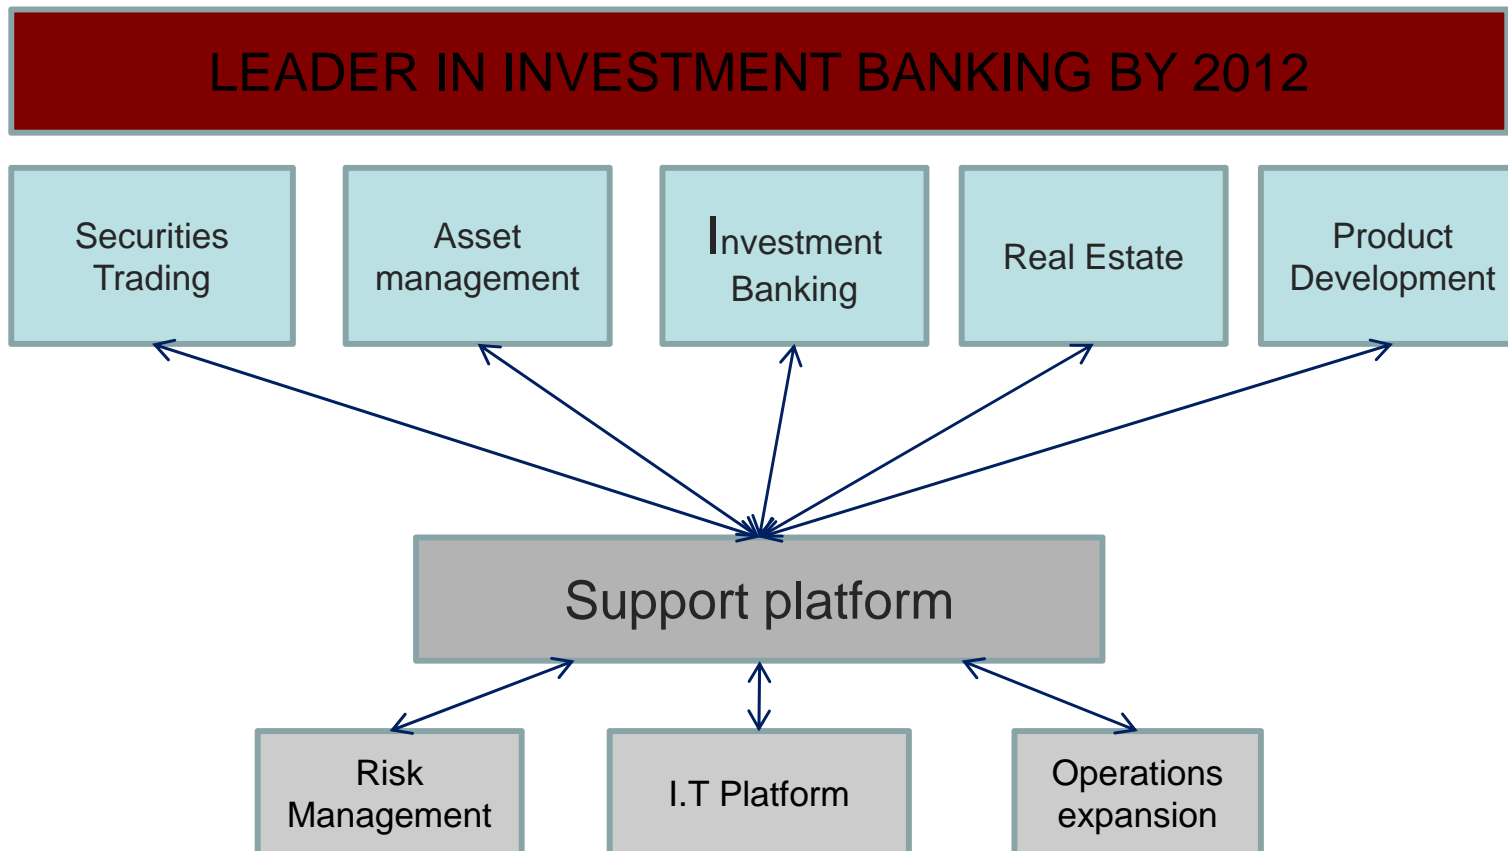 LEADER IN INVESTMENT BANKING BY 2012
Securities
Trading
Asset
management
Investment
Banking
Real Estate
Product
Development
Support platform
Risk
Management
I.T Platform
Operations
expansion